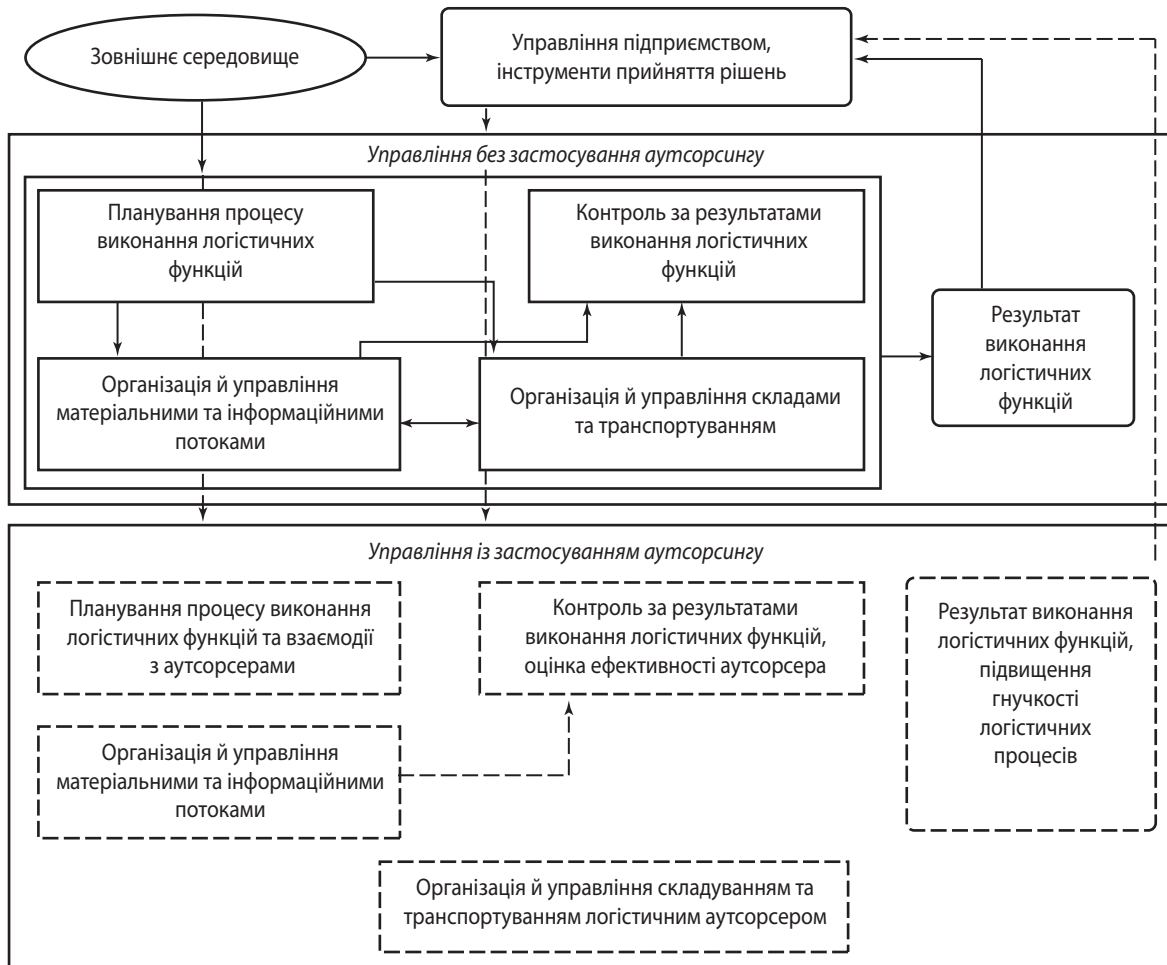 Зовнішнє середовище
Управління підприємством,
інструменти прийняття рішень
Управління без застосування аутсорсингу
Планування процесу
виконання логістичних
функцій
Контроль за результатами
виконання логістичних
функцій
Організація й управління
матеріальними та інформаційними
потоками
Організація й управління складами
та транспортуванням
Результат
виконання
логістичних
функцій
Управління із застосуванням аутсорсингу
Планування процесу виконання
логістичних функцій та взаємодії
з аутсорсерами
Контроль за результатами
виконання логістичних функцій,
оцінка ефективності аутсорсера
Результат виконання
логістичних функцій,
підвищення
гнучкості
логістичних
процесів
Організація й управління
матеріальними та інформаційними
потоками
Організація й управління складуванням та
транспортуванням логістичним аутсорсером